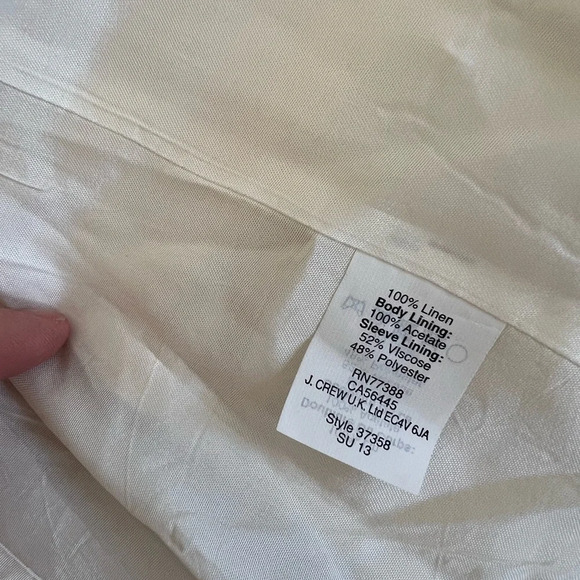 100% Linen
Body Lining:
100% Acetate
Sleeve Lining:
52% Viscose
48% Polyester
RN77388
CA56445
J. CREW U.K. Ltd EC4V 6JA
Style 37358
SU 13